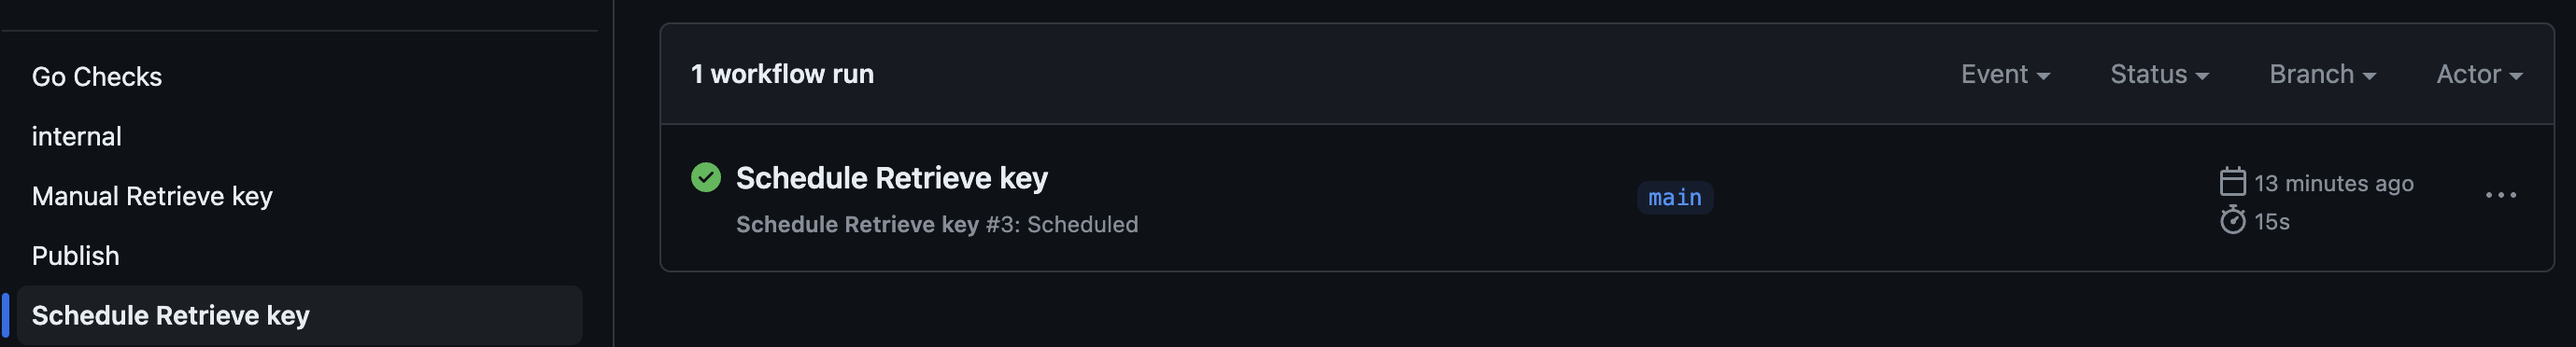 Go Checks
internal
Manual Retrieve key
Publish
Schedule Retrieve key
1 workflow run
Event Status Branch Actor
Schedule Retrieve key
Schedule Retrieve key #3: Scheduled
main
13 minutes ago
15s